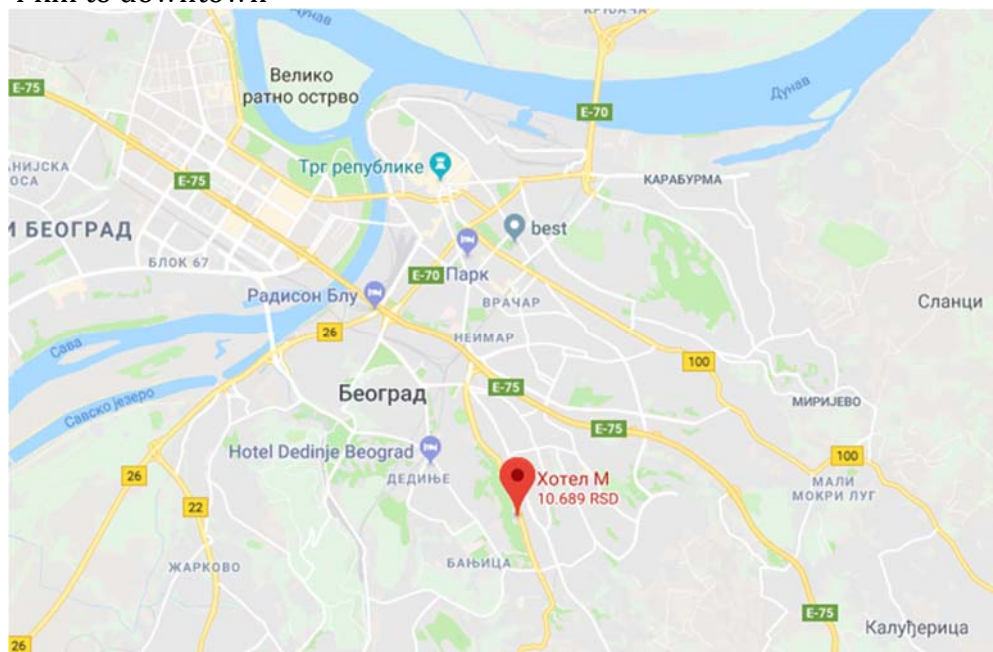 Дунав
E-75
Велико
ратно острво
E-70
Дунав
Трг републике
КАРАБУРМА
E-75
best
И БЕОГРАД
БЛОК 67
E-70
Парк
Радисон Блу
ВРАЧАР
Сланци
26
НЕИМАР
Сава
100
Београд
E-75
Савско језеро
МИРИЈЕВО
E-75
Hotel Dedinje Beograd
ДЕДИЊЕ
100
26
Хотел М
10.689 RSD
МАЛИ
МОКРИ ЛУГ
22
БАЊИЦА
ЖАРКОВО
E-75
Калуђерица
26